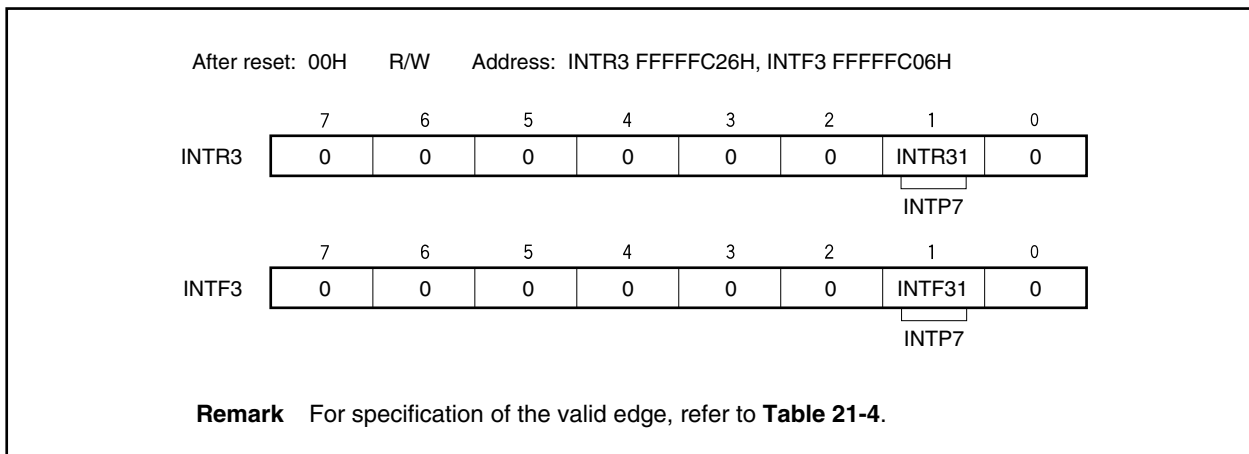 After reset: 00H R/W Address: INTR3 FFFFFC26H, INTF3 FFFFFC06H
7 6 5 4 3 2 1 0
INTR3 0 0 0 0 0 0 INTR31 0
INTP7
7 6 5 4 3 2 1 0
INTF3 0 0 0 0 0 0 INTF31 0
INTP7
Remark For specification of the valid edge, refer to Table 21-4.